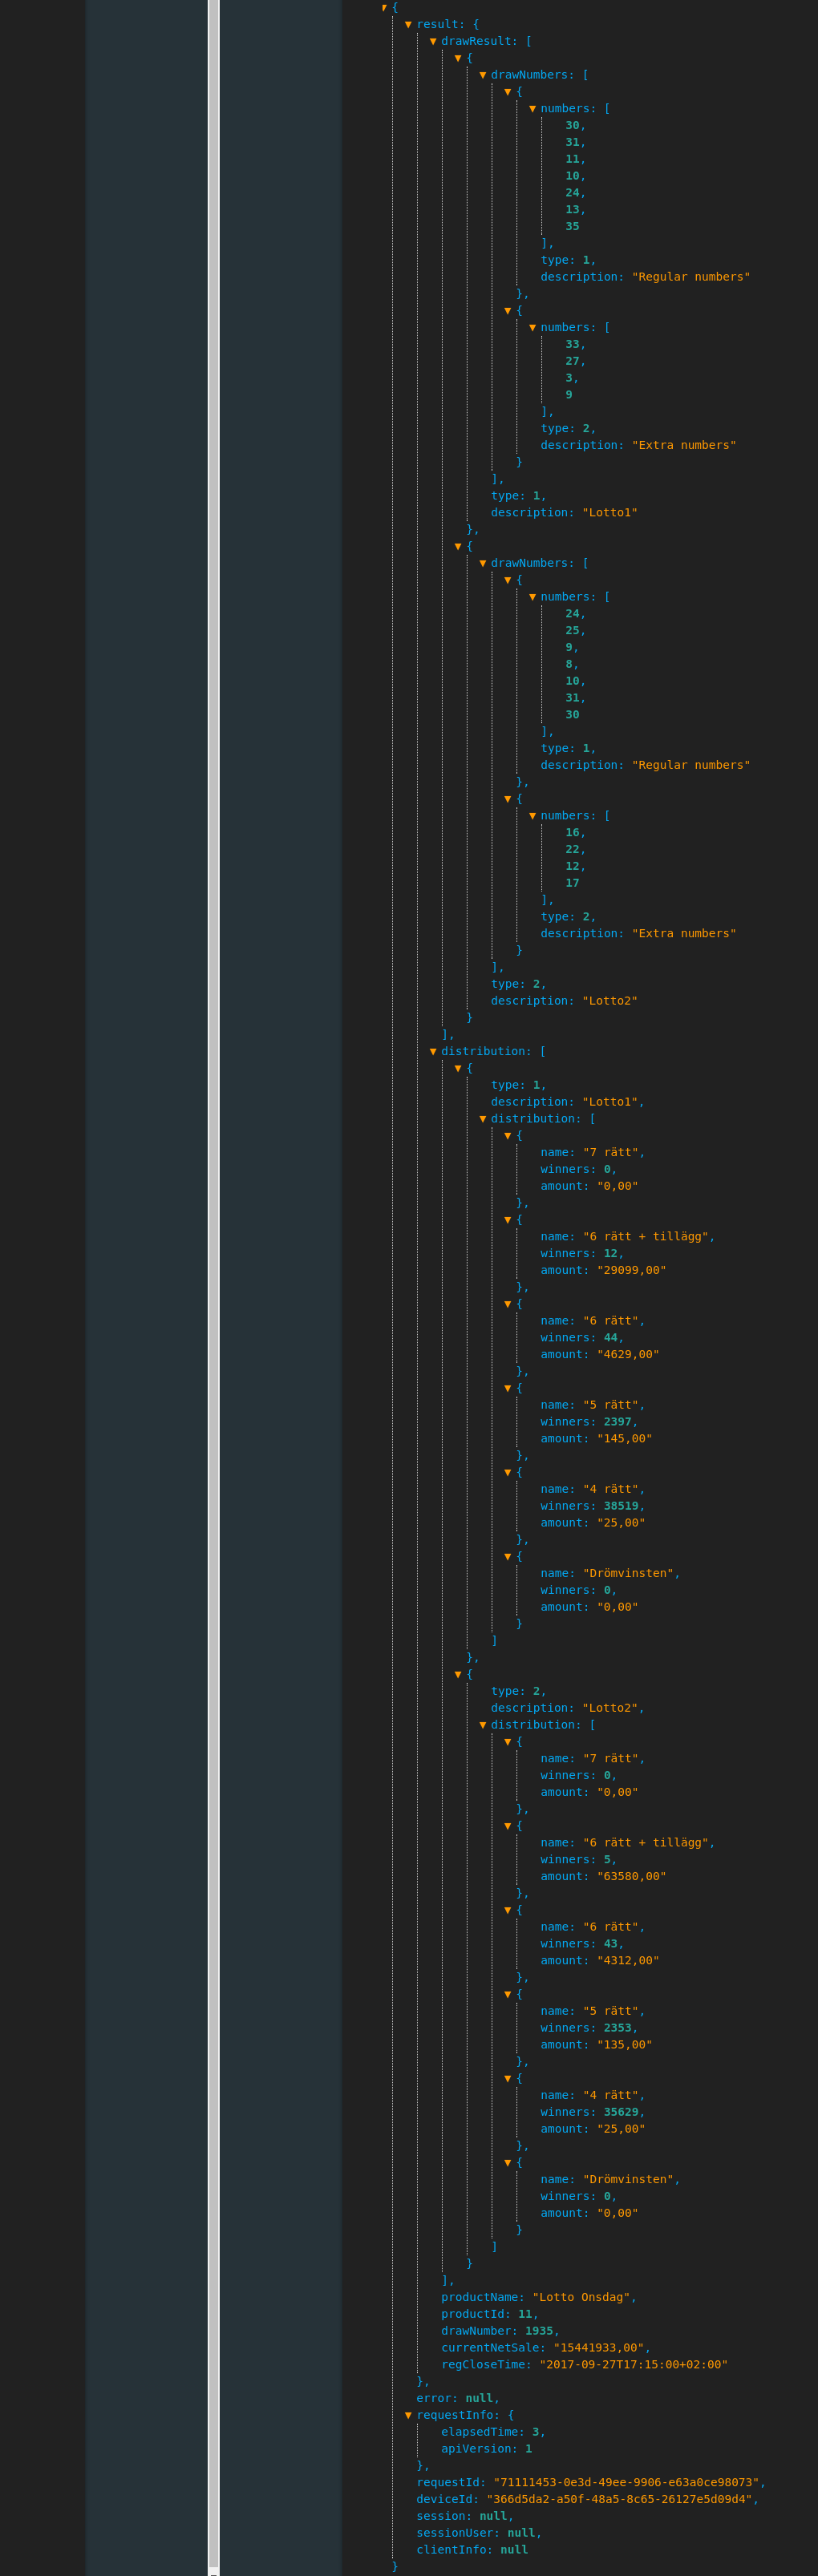 ▼ {
▼ result: {
▼ drawResult: [
▼ {
▼ drawNumbers: [
▼ {
▼ numbers: [
30,
31,
11,
10,
24,
13,
35
],
type: 1,
description: "Regular numbers"
},
▼ {
▼ numbers: [
33,
27,
3,
9
],
type: 2,
description: "Extra numbers"
}
],
type: 1,
description: "Lotto1"
},
▼ {
▼ drawNumbers: [
▼ {
▼ numbers: [
24,
25,
9,
8,
10,
31,
30
],
type: 1,
description: "Regular numbers"
},
▼ {
▼ numbers: [
16,
22,
12,
17
],
type: 2,
description: "Extra numbers"
}
],
type: 2,
description: "Lotto2"
}
],
▼ distribution: [
▼ {
type: 1,
description: "Lotto1",
▼ distribution: [
▼ {
name: "7 rätt",
winners: 0,
amount: "0,00"
},
▼ {
name: "6 rätt + tillägg",
winners: 12,
amount: "29099,00"
},
▼ {
name: "6 rätt",
winners: 44,
amount: "4629,00"
},
▼ {
name: "5 rätt",
winners: 2397,
amount: "145,00"
},
▼ {
name: "4 rätt",
winners: 38519,
amount: "25,00"
},
▼ {
name: "Drömvinsten",
winners: 0,
amount: "0,00"
}
]
},
▼ {
type: 2,
description: "Lotto2",
▼ distribution: [
▼ {
name: "7 rätt",
winners: 0,
amount: "0,00"
},
▼ {
name: "6 rätt + tillägg",
winners: 5,
amount: "63580,00"
},
▼ {
name: "6 rätt",
winners: 43,
amount: "4312,00"
},
▼ {
name: "5 rätt",
winners: 2353,
amount: "135,00"
},
▼ {
name: "4 rätt",
winners: 35629,
amount: "25,00"
},
▼ {
name: "Drömvinsten",
winners: 0,
amount: "0,00"
}
]
}
],
productName: "Lotto Onsdag",
productId: 11,
drawNumber: 1935,
currentNetSale: "15441933,00",
regCloseTime: "2017-09-27T17:15:00+02:00"
},
error: null,
▼ requestInfo: {
elapsedTime: 3,
apiVersion: 1
},
requestId: "71111453-0e3d-49ee-9906-e63a0ce98073",
deviceId: "366d5da2-a50f-48a5-8c65-26127e5d09d4",
session: null,
sessionUser: null,
clientInfo: null
}